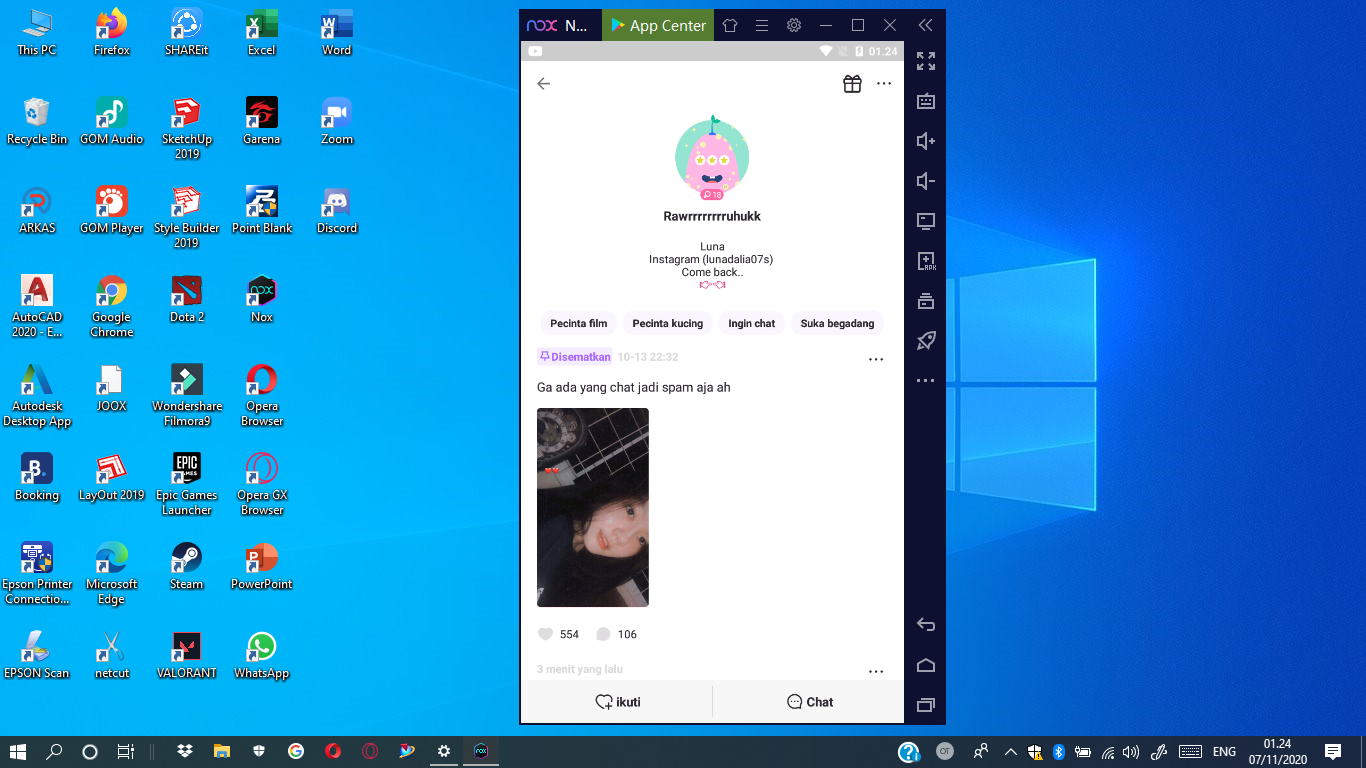 This PC
Firefox
SHAREit
Excel
Word
Recycle Bin
GOM Audio
SketchUp
2019
Garena
Zoom
ARKAS
GOM Player
Style Builder
2019
Point Blank
Discord
AutoCAD
2020 - E...
Google
Chrome
Dota 2
Nox
Autodesk
Desktop App
JOOX
Wondershare
Filmora9
Opera
Browser
Booking
LayOut 2019
Epic Games
Launcher
Opera GX
Browser
Epson Printer
Connectio...
Microsoft
Edge
Steam
PowerPoint
EPSON Scan
netcut
VALORANT
WhatsApp
nox N... App Center
01.24
18
Rawrrrrrrrruhukk
Luna
Instagram (lunadalia07s)
Come back..
Pecinta film
Pecinta kucing
Ingin chat
Suka begadang
Disematkan 10-13 22:32
Ga ada yang chat jadi spam aja ah
554 106
3 menit yang lalu
ikuti
Chat
APK
OT
ENG
01.24
07/11/2020